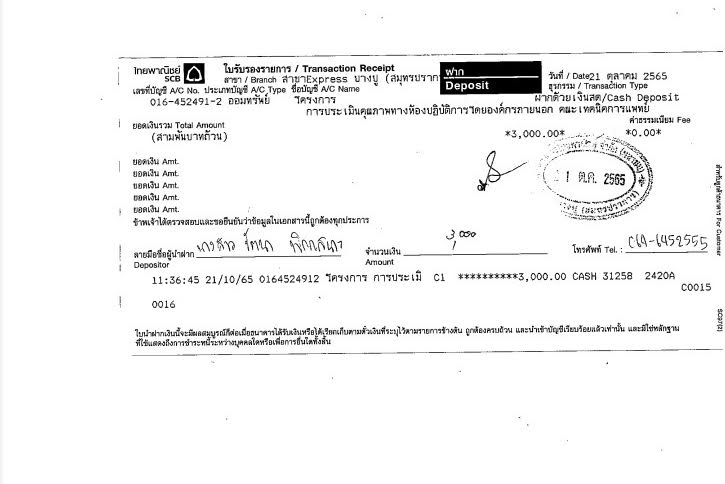 ไทยพาณิชย์ SCB ใบรับรองรายการ / Transaction Receipt
สาขา / Branch สาขาExpress บางปู (สมุทรปราก
ฝาก Deposit
วันที่ / Date 21 ตุลาคม 2565
เลขที่บัญชี A/C No. ประเภทบัญชี A/C Type ชื่อบัญชี A/C Name
ธุรกรรม / Transaction Type
016-452491-2 ออมทรัพย์ โครงการ
ฝากด้วยเงินสด/Cash Deposit
การประเมินคุณภาพทางห้องปฏิบัติการโดยองค์กรภายนอก คณะเทคนิคการแพทย์
ยอดเงินรวม Total Amount
ค่าธรรมเนียม Fee
(สามพันบาทถ้วน) *3,000.00* *0.00*
ยอดเงิน Amt.
ยอดเงิน Amt.
ยอดเงิน Amt.
ยอดเงิน Amt.
ยอดเงิน Amt.
21 ต.ค. 2565
ข้าพเจ้าได้ตรวจสอบและขอยืนยันว่าข้อมูลในเอกสารนี้ถูกต้องทุกประการ
ลายมือชื่อผู้นำฝาก นางสาว จำนวนเงิน 3,000 โทรศัพท์ Tel. :
Depositor Amount
11:36:45 21/10/65 0164524912 โครงการ การประเมิ C1 **********3,000.00 CASH 31258 2420A
C0015
0016
ใบนำฝากเงินนี้จะมีผลสมบูรณ์ก็ต่อเมื่อธนาคารได้รับเงินหรือได้เรียกเก็บตามตั๋วเงินที่ระบุไว้ตามรายการข้างต้น ถูกต้องครบถ้วน และนำเข้าบัญชีเรียบร้อยแล้วเท่านั้น และมิใช่หลักฐาน
ที่ใช้แสดงถึงการชำระหนี้ระหว่างบุคคลใดหรือเพื่อการอื่นใดทั้งสิ้น
สำหรับลูกค้าธนาคาร For Customer